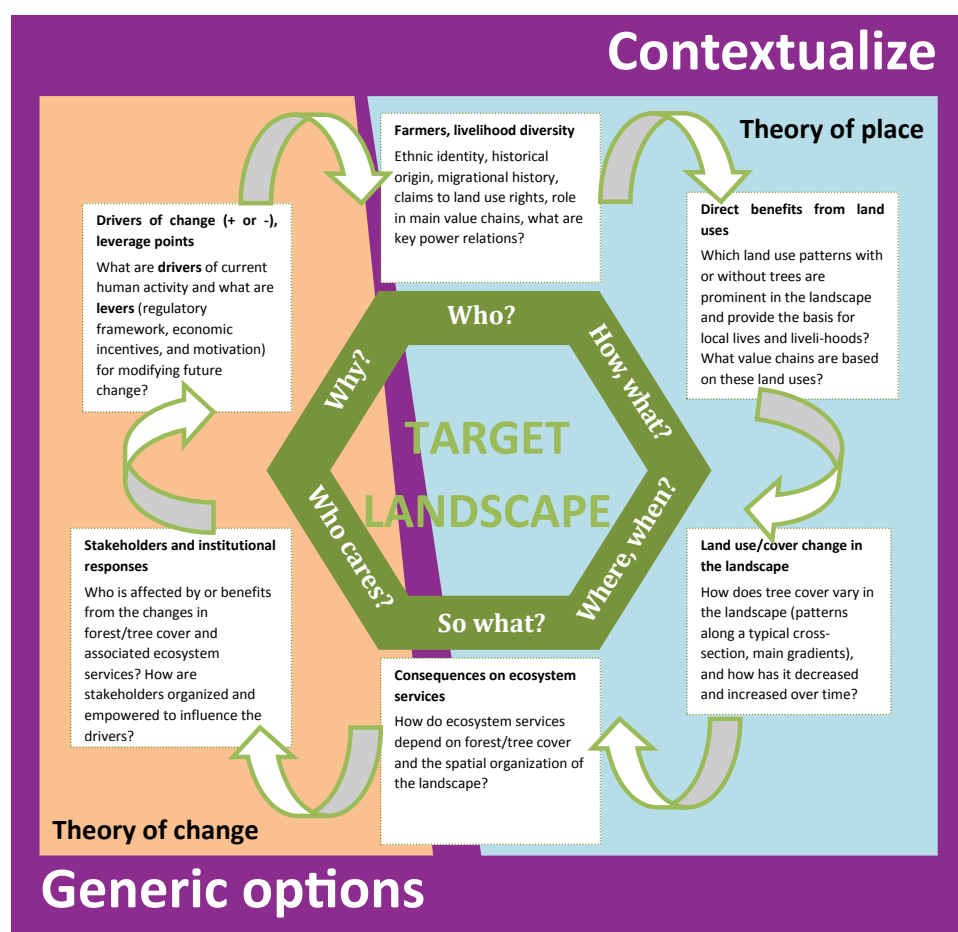 Contextualize
Theory of place
Farmers, livelihood diversity
Ethnic identity, historical
origin, migrational history,
claims to land use rights, role
in main value chains, what are
key power relations?
Direct benefits from land
uses
Which land use patterns with
or without trees are
prominent in the landscape
and provide the basis for
local lives and liveli-hoods?
What value chains are based
on these land uses?
Land use/cover change in
the landscape
How does tree cover vary in
the landscape (patterns
along a typical cross-
section, main gradients),
and how has it decreased
and increased over time?
Consequences on ecosystem
services
How do ecosystem services
depend on forest/tree cover
and the spatial organization of
the landscape?
Stakeholders and institutional
responses
Who is affected by or benefits
from the changes in
forest/tree cover and
associated ecosystem
services? How are
stakeholders organized and
empowered to influence the
drivers?
Drivers of change (+ or -),
leverage points
What are drivers of current
human activity and what are
levers (regulatory
framework, economic
incentives, and motivation)
for modifying future
change?
Who?
How, what?
Where, when?
So what?
Who cares?
Why?
TARGET
LANDSCAPE
Theory of change
Generic options